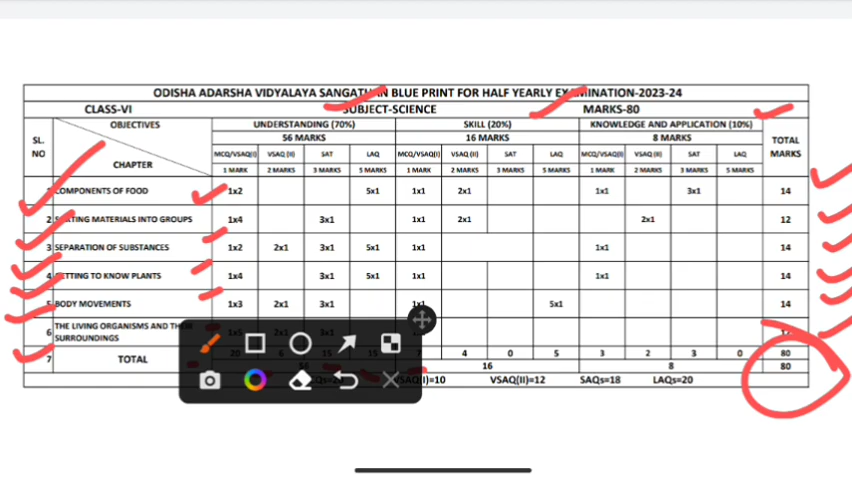 ODISHA ADARSHA VIDYALAYA SANGATHAN BLUE PRINT FOR HALF YEARLY EXAMINATION-2023-24
CLASS-VI SUBJECT-SCIENCE MARKS-80
SL. NO OBJECTIVES CHAPTER UNDERSTANDING (70%) SKILL (20%) KNOWLEDGE AND APPLICATION (10%) TOTAL MARKS
56 MARKS 16 MARKS 8 MARKS
MCQ/VSAQ(I) VSAQ (II) SAT LAQ MCQ/VSAQ(I) VSAQ (II) SAT LAQ MCQ/VSAQ(I) VSAQ (II) SAT LAQ
1 MARK 2 MARKS 3 MARKS 5 MARKS 1 MARK 2 MARKS 3 MARKS 5 MARKS 1 MARK 2 MARKS 3 MARKS 5 MARKS
COMPONENTS OF FOOD 1x2 5x1 1x1 2x1 1x1 3x1 14
2 SORTING MATERIALS INTO GROUPS 1x4 3x1 1x1 2x1 2x1 12
3 SEPARATION OF SUBSTANCES 1x2 2x1 3x1 5x1 1x1 1x1 14
4 GETTING TO KNOW PLANTS 1x4 3x1 5x1 1x1 1x1 14
5 BODY MOVEMENTS 1x3 2x1 3x1 1x1 5x1 14
6 THE LIVING ORGANISMS AND THEIR SURROUNDINGS
7 TOTAL 20 6 15 15 7 4 0 5 3 2 3 0 80
16 8 80
VSAQ(I)=10 VSAQ(II)=12 SAQs=18 LAQs=20